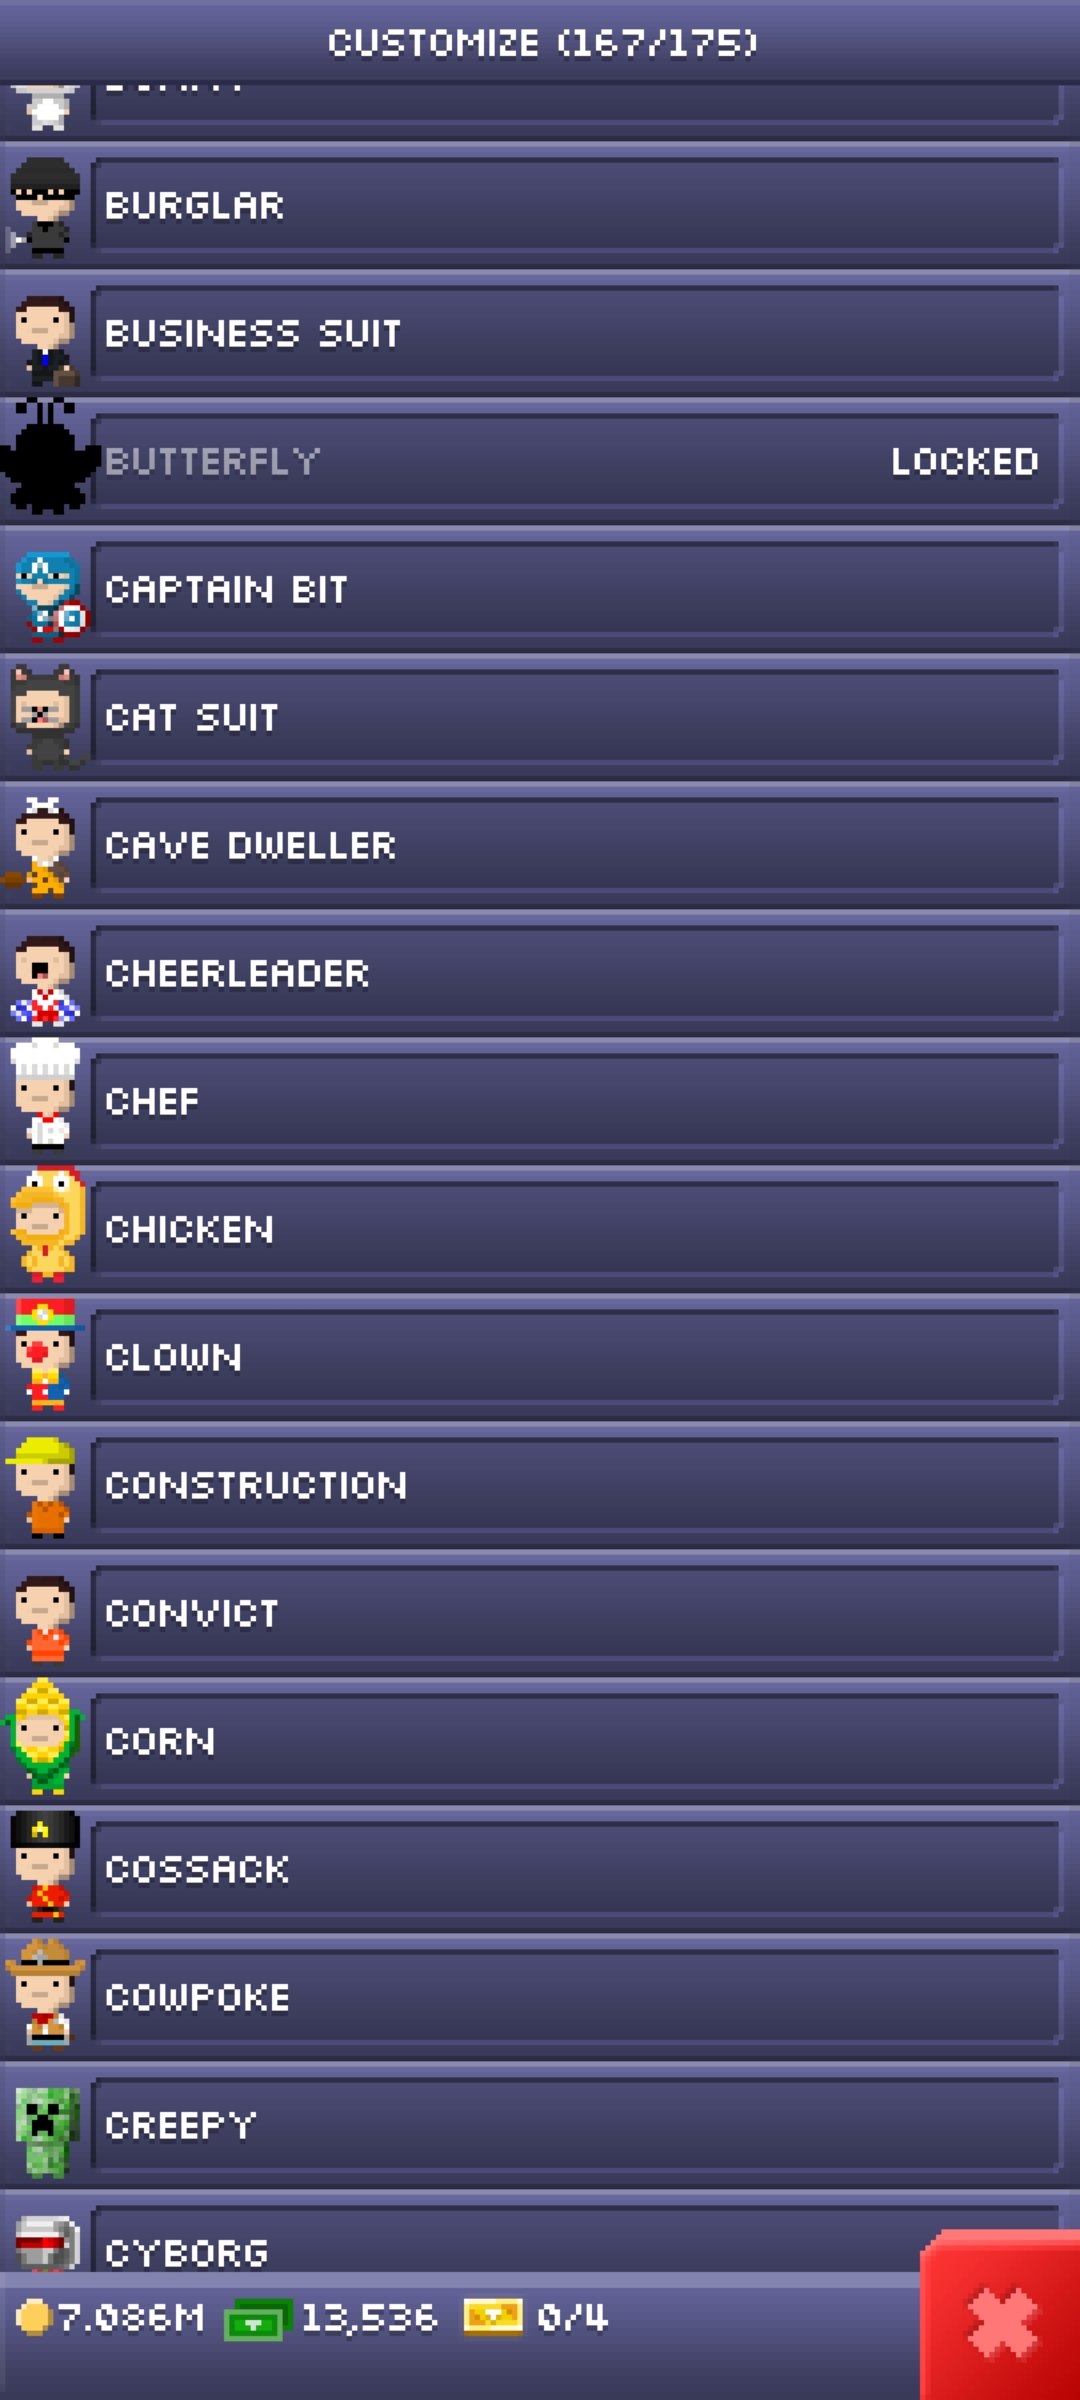 CUSTOMIZE (167/175)
BURGLAR
BUSINESS SUIT
BUTTERFLY LOCKED
CAPTAIN BIT
CAT SUIT
CAVE DWELLER
CHEERLEADER
CHEF
CHICKEN
CLOWN
CONSTRUCTION
CONVICT
CORN
COSSACK
COWPOKE
CREEPY
CYBORG
7.086M 13,536 0/4